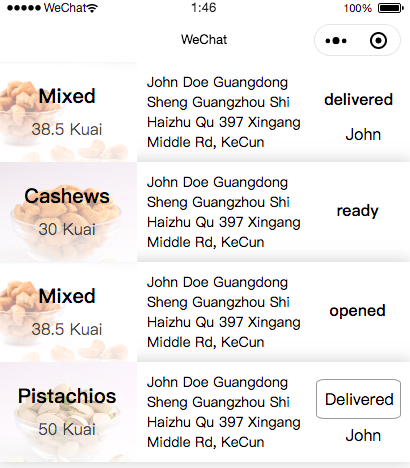 WeChat 1:46 100%
WeChat
Mixed
38.5 Kuai
John Doe Guangdong
Sheng Guangzhou Shi
Haizhu Qu 397 Xingang
Middle Rd, KeCun
delivered
John
Cashews
30 Kuai
John Doe Guangdong
Sheng Guangzhou Shi
Haizhu Qu 397 Xingang
Middle Rd, KeCun
ready
Mixed
38.5 Kuai
John Doe Guangdong
Sheng Guangzhou Shi
Haizhu Qu 397 Xingang
Middle Rd, KeCun
opened
Pistachios
50 Kuai
John Doe Guangdong
Sheng Guangzhou Shi
Haizhu Qu 397 Xingang
Middle Rd, KeCun
Delivered
John